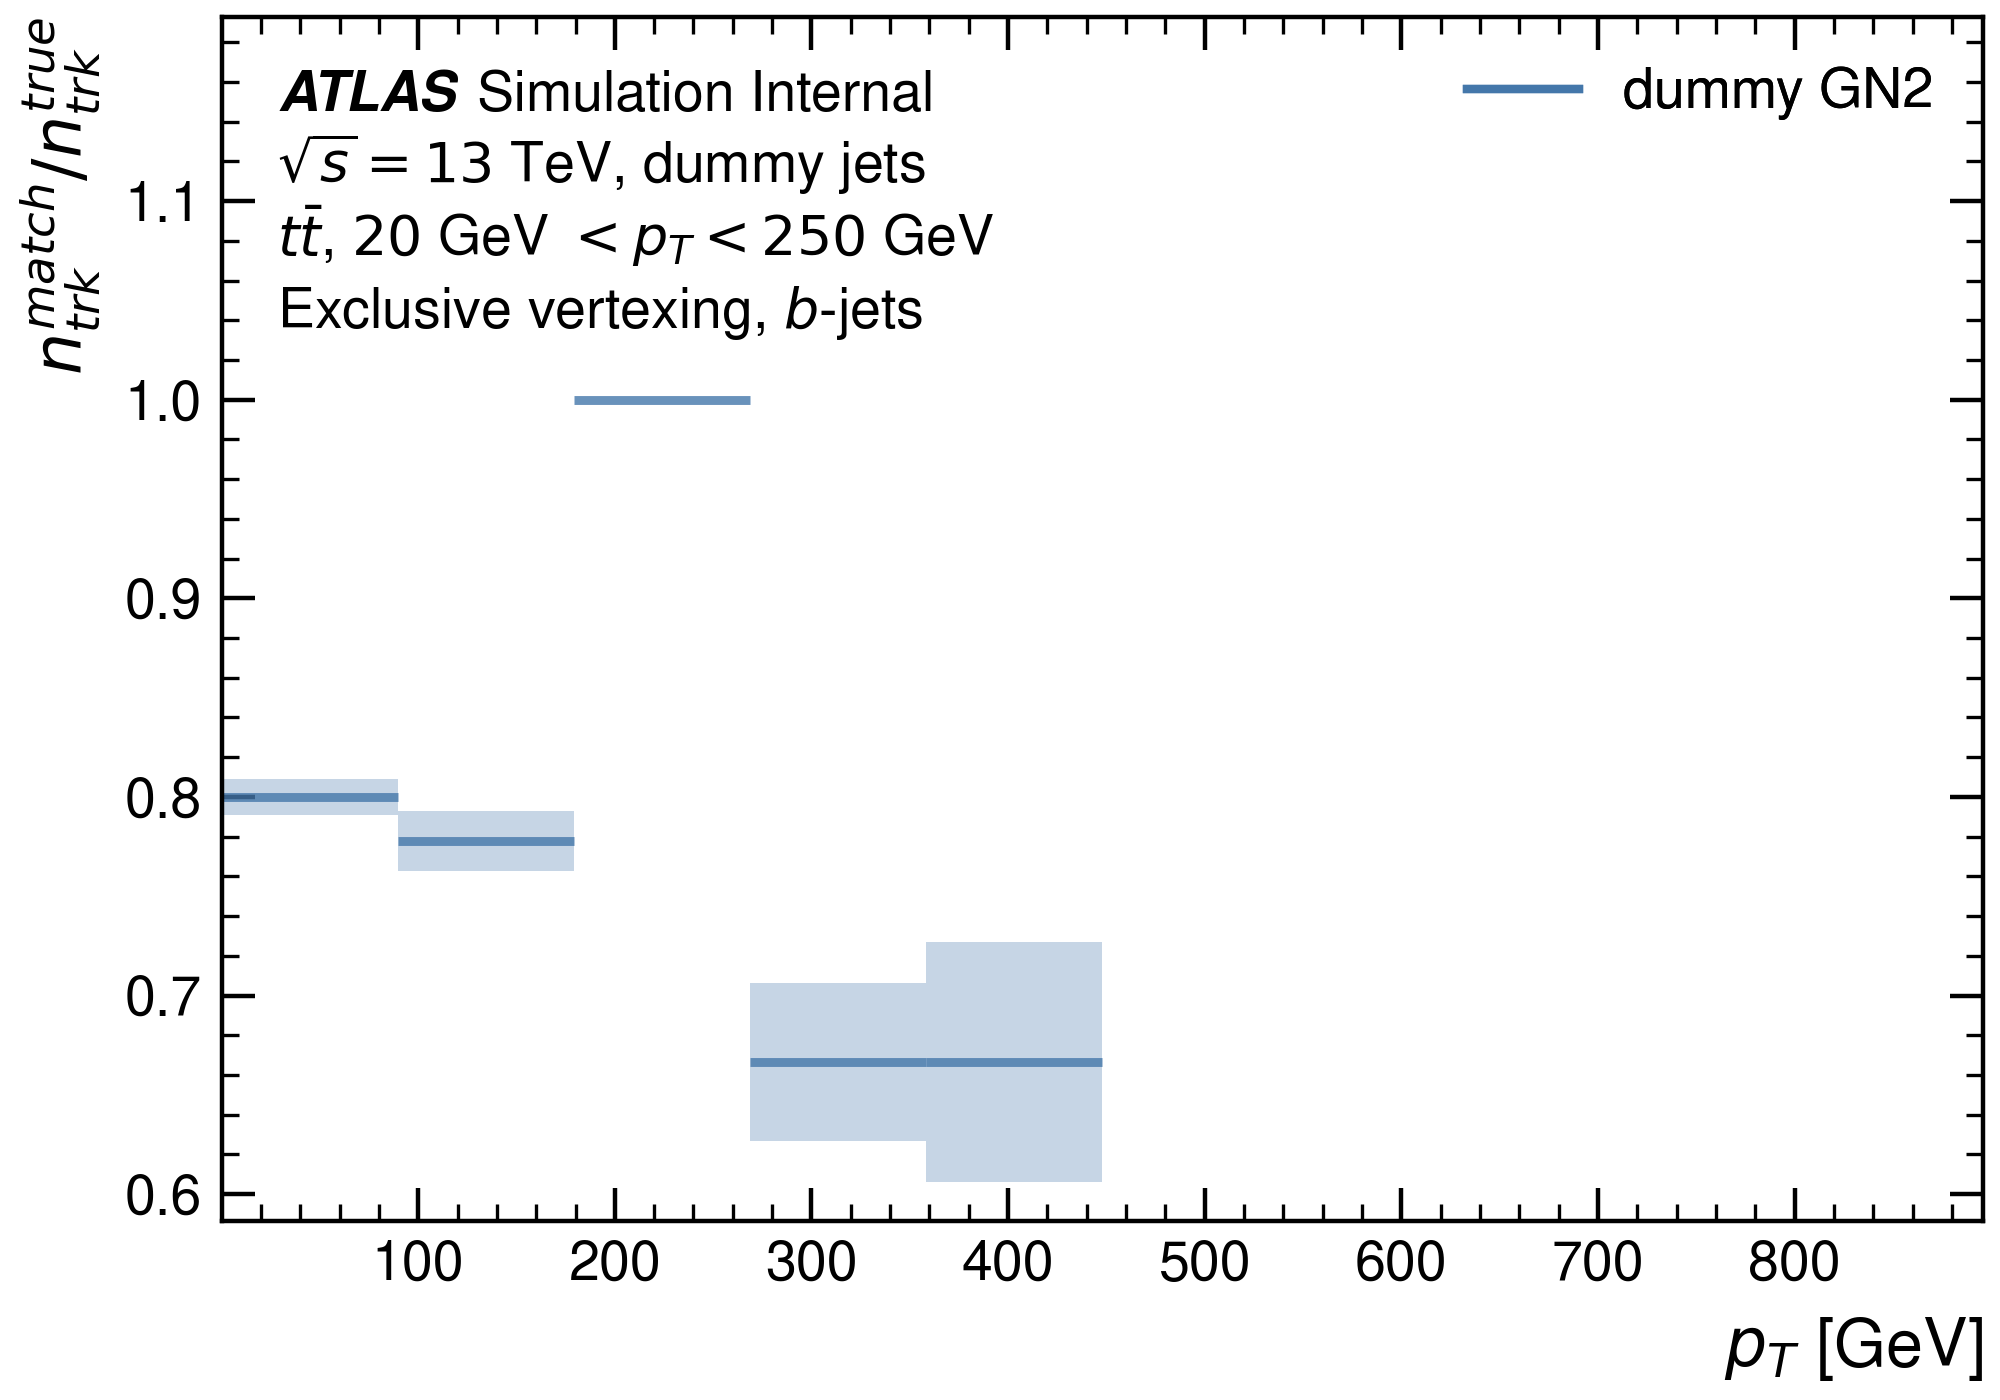 n_trk^match/n_trk^true
ATLAS Simulation Internal
√s = 13 TeV, dummy jets
tt̄, 20 GeV < p_T < 250 GeV
Exclusive vertexing, b-jets
dummy GN2
1.1
1.0
0.9
0.8
0.7
0.6
100 200 300 400 500 600 700 800
p_T [GeV]